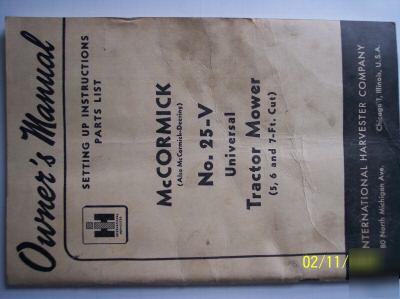 Owner's Manual
SETTING UP INSTRUCTIONS
PARTS LIST
McCORMICK
(Also McCormick-Deering)
No. 25-V
Universal
Tractor Mower
(5, 6 and 7-Ft. Cut)
INTERNATIONAL HARVESTER COMPANY
80 North Michigan Ave. Chicago 1, Illinois, U.S.A.
02/11/